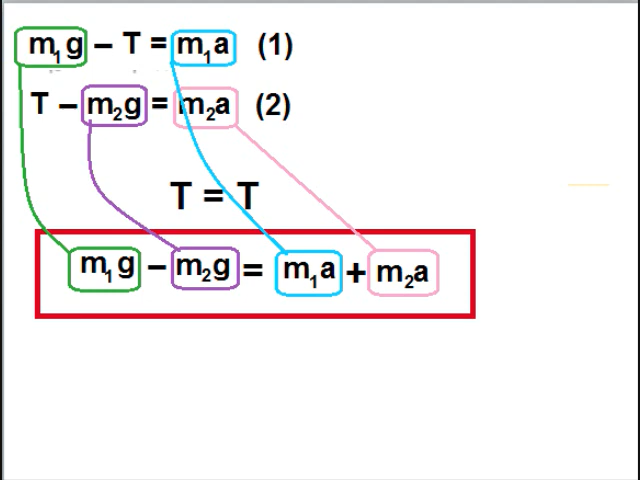 m₁g – T = m₁a (1)
T – m₂g = m₂a (2)
T = T
m₁g – m₂g = m₁a + m₂a